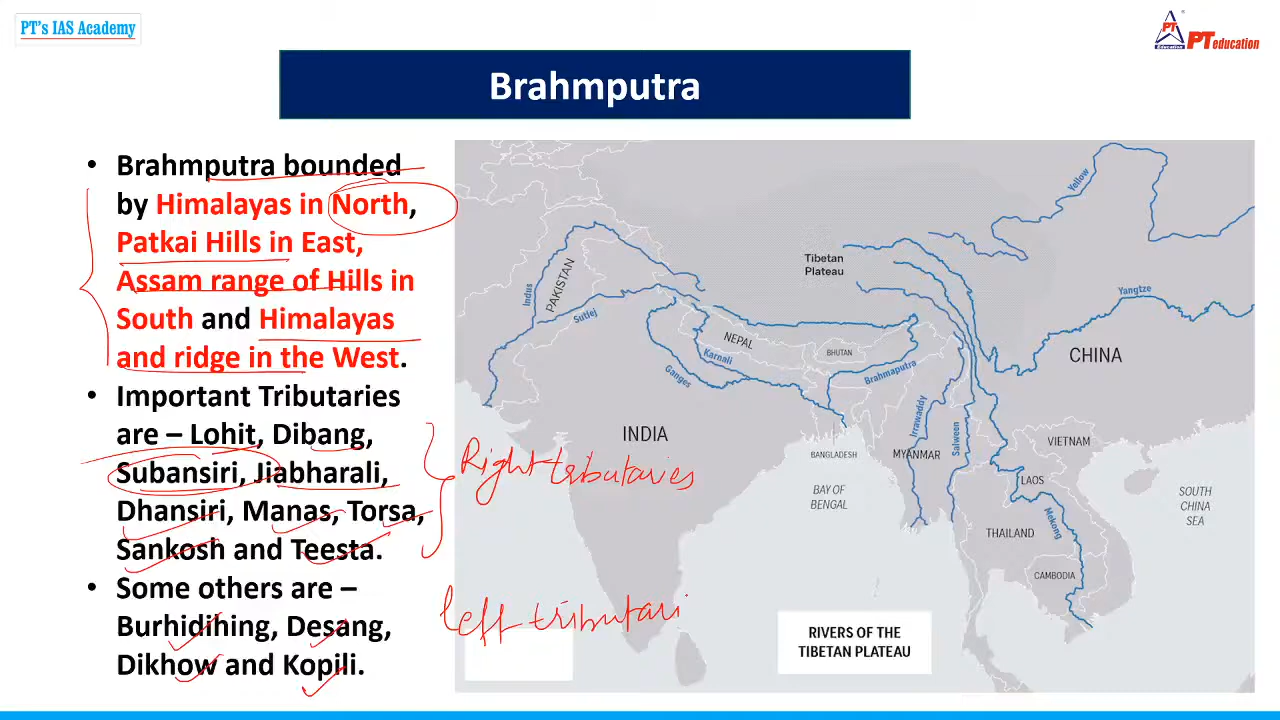 PT's IAS Academy
PT
Education
PT education
Brahmputra
• Brahmputra bounded
by Himalayas in North,
Patkai Hills in East,
Assam range of Hills in
South and Himalayas
and ridge in the West.
• Important Tributaries
are – Lohit, Dibang,
Subansiri, Jiabharali,
Dhansiri, Manas, Torsa,
Sankosh and Teesta.
• Some others are –
Burhidihing, Desang,
Dikhow and Kopili.
Right tributaries
Left tributari
Yellow
Tibetan
Plateau
Indus
PAKISTAN
Sutlej
Yangtze
NEPAL
BHUTAN
CHINA
Karnali
Ganges
Brahmaputra
Irrawaddy
Salween
INDIA
BANGLADESH
MYANMAR
VIETNAM
LAOS
BAY OF
BENGAL
SOUTH
CHINA
SEA
Mekong
THAILAND
CAMBODIA
RIVERS OF THE
TIBETAN PLATEAU